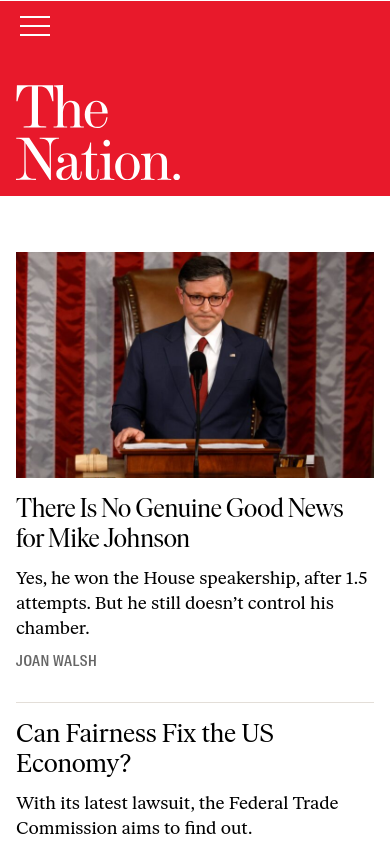 The
Nation.
There Is No Genuine Good News
for Mike Johnson
Yes, he won the House speakership, after 1.5
attempts. But he still doesn’t control his
chamber.
JOAN WALSH
Can Fairness Fix the US
Economy?
With its latest lawsuit, the Federal Trade
Commission aims to find out.